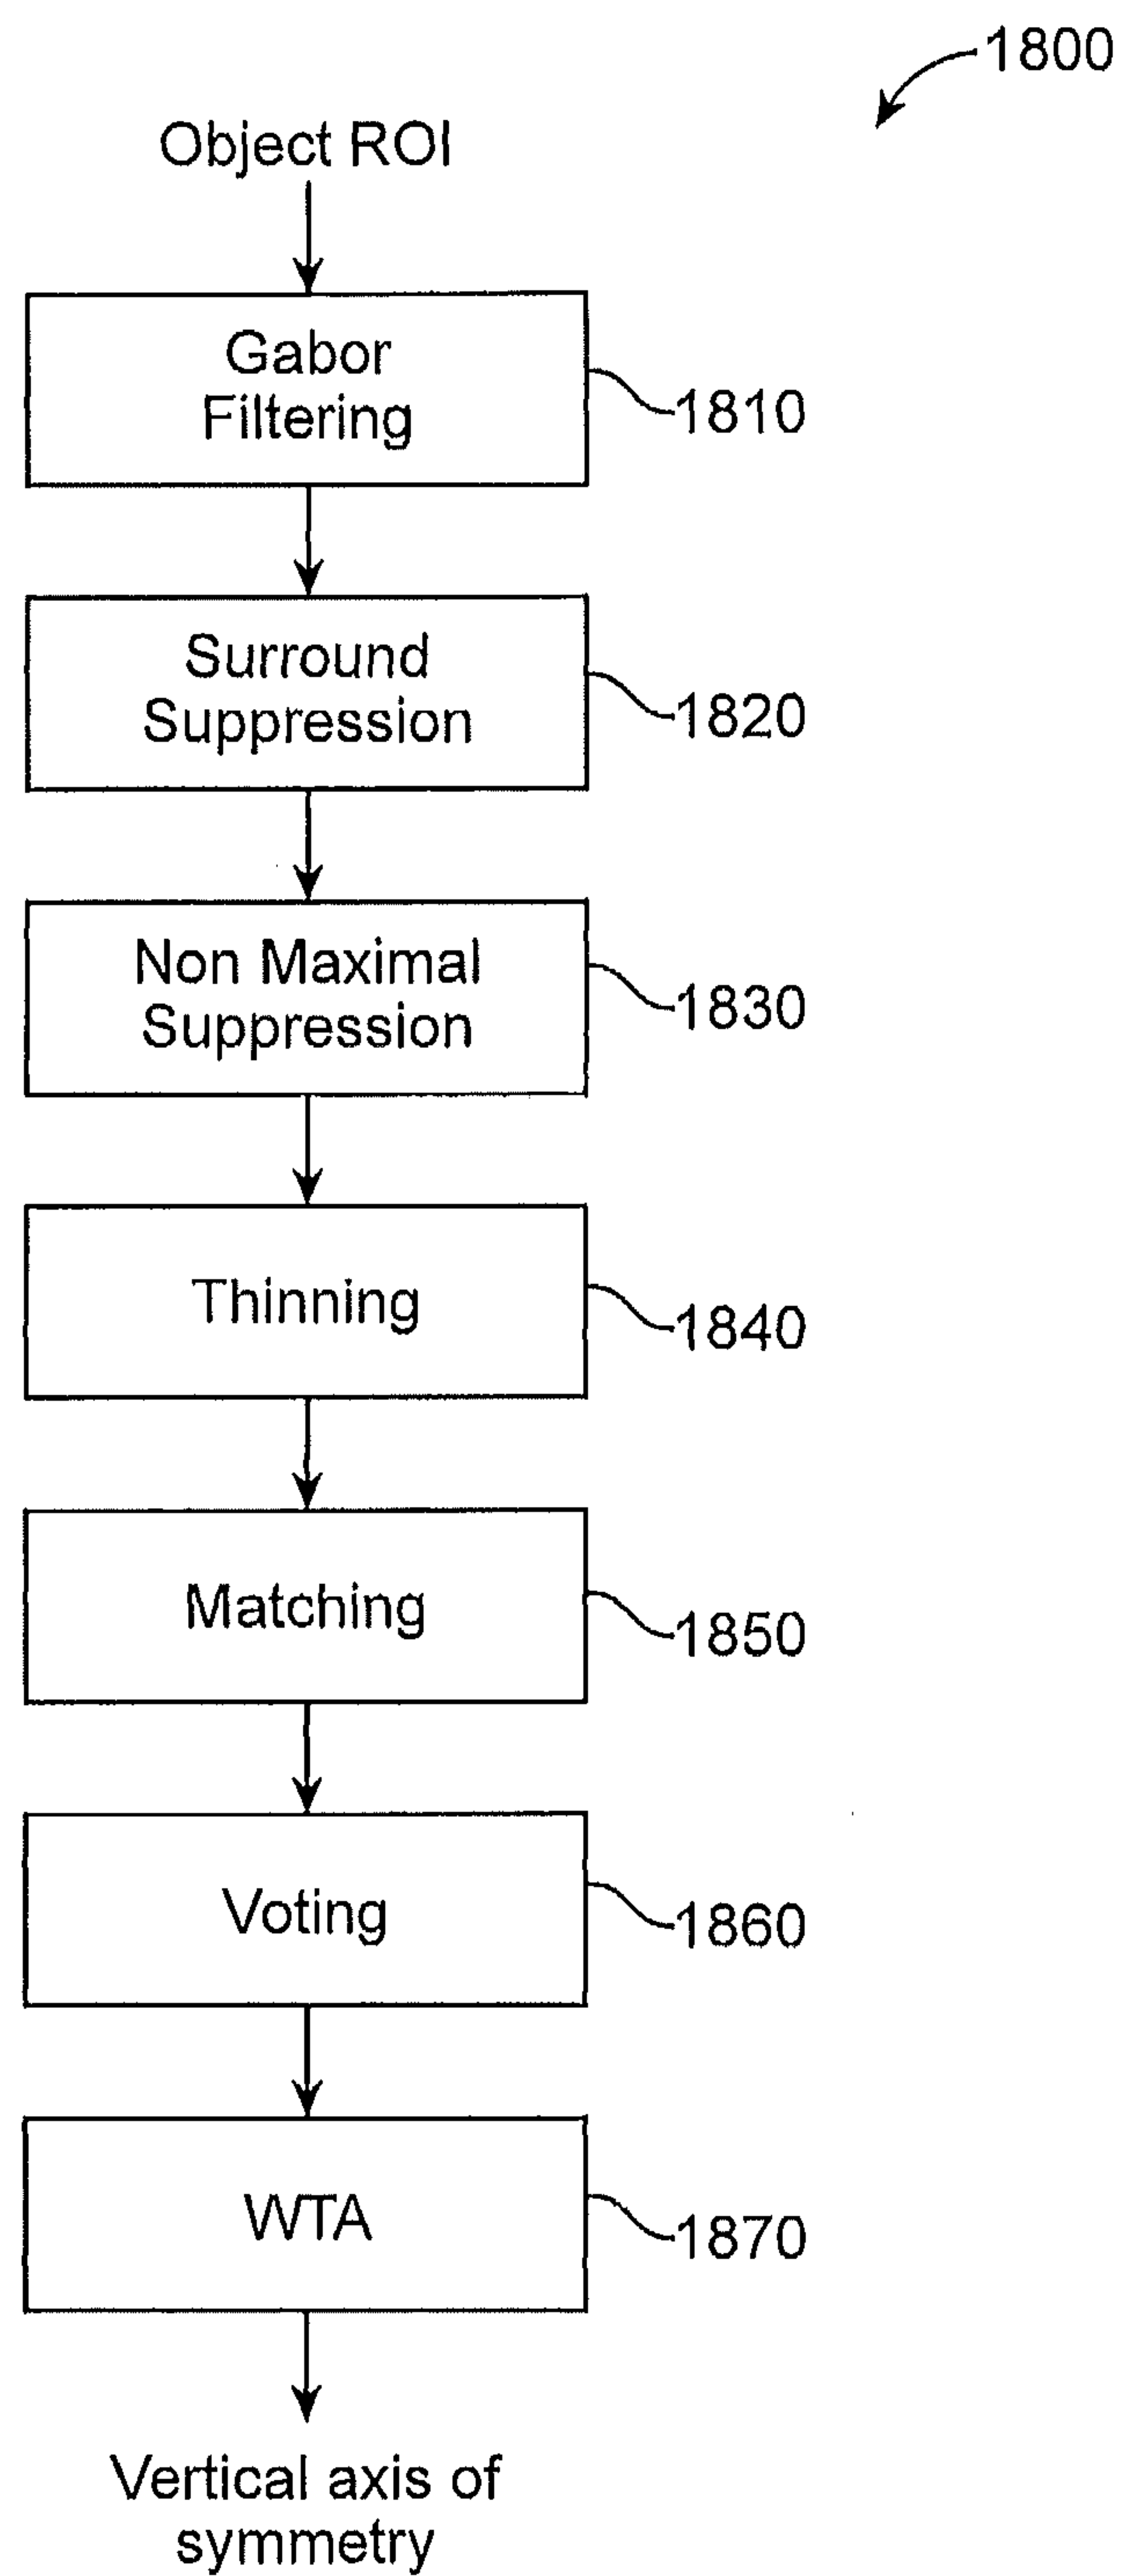 1800
Object ROI
Gabor
Filtering
1810
Surround
Suppression
1820
Non Maximal
Suppression
1830
Thinning
1840
Matching
1850
Voting
1860
WTA
1870
Vertical axis of
symmetry